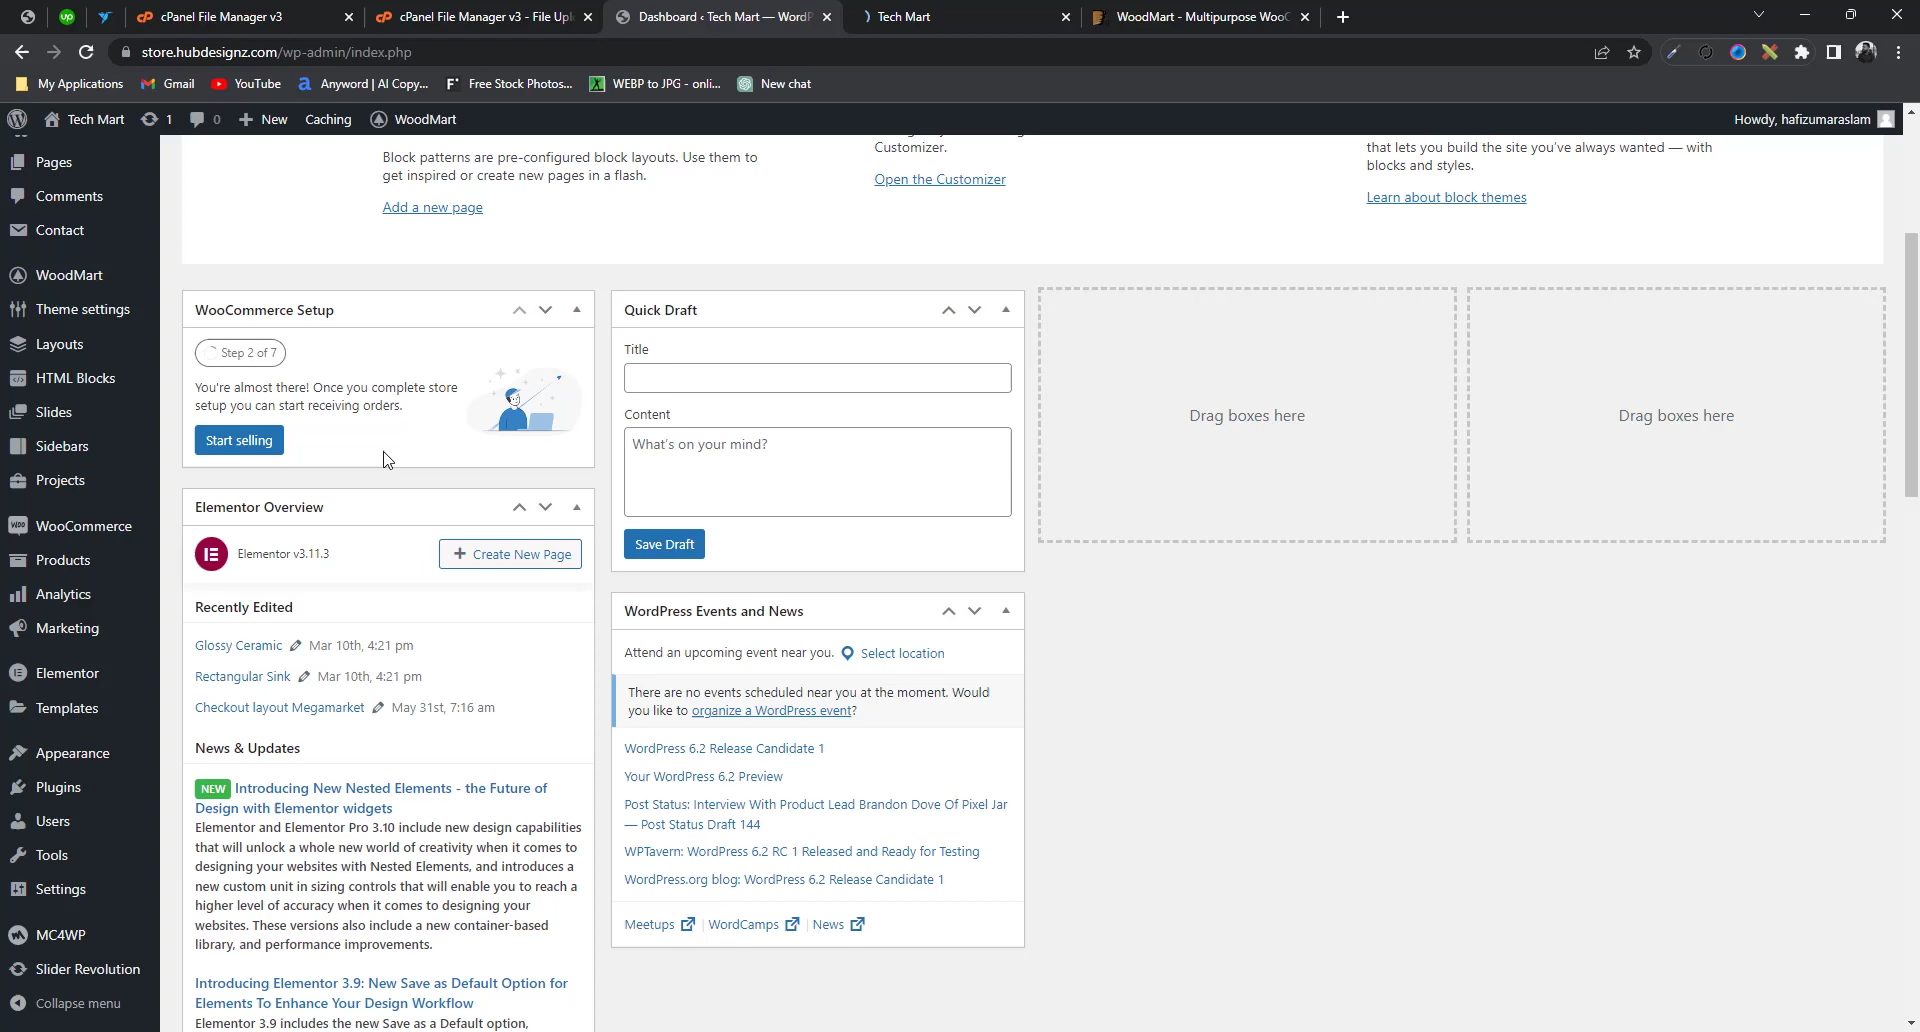 cPanel File Manager v3
cPanel File Manager v3 - File Upl
Dashboard ‹ Tech Mart — WordP
Tech Mart
WoodMart - Multipurpose WooC
store.hubdesignz.com/wp-admin/index.php
My Applications
Gmail
YouTube
Anyword | AI Copy...
Free Stock Photos...
WEBP to JPG - onli...
New chat
Tech Mart
1
0
New
Caching
WoodMart
Howdy, hafizumaraslam
Pages
Comments
Contact
WoodMart
Theme settings
Layouts
HTML Blocks
Slides
Sidebars
Projects
WooCommerce
Products
Analytics
Marketing
Elementor
Templates
Appearance
Plugins
Users
Tools
Settings
MC4WP
Slider Revolution
Collapse menu
Block patterns are pre-configured block layouts. Use them to
get inspired or create new pages in a flash.
Add a new page
Customizer.
Open the Customizer
that lets you build the site you've always wanted — with
blocks and styles.
Learn about block themes
WooCommerce Setup
Step 2 of 7
You're almost there! Once you complete store
setup you can start receiving orders.
Start selling
Elementor Overview
Elementor v3.11.3
Create New Page
Recently Edited
Glossy Ceramic Mar 10th, 4:21 pm
Rectangular Sink Mar 10th, 4:21 pm
Checkout layout Megamarket May 31st, 7:16 am
News & Updates
NEW Introducing New Nested Elements - the Future of
Design with Elementor widgets
Elementor and Elementor Pro 3.10 include new design capabilities
that will unlock a whole new world of creativity when it comes to
designing your websites with Nested Elements, and introduces a
new custom unit in sizing controls that will enable you to reach a
higher level of accuracy when it comes to designing your
websites. These versions also include a new container-based
library, and performance improvements.
Introducing Elementor 3.9: New Save as Default Option for
Elements To Enhance Your Design Workflow
Elementor 3.9 includes the new Save as a Default option,
Quick Draft
Title
Content
What's on your mind?
Save Draft
WordPress Events and News
Attend an upcoming event near you. Select location
There are no events scheduled near you at the moment. Would
you like to organize a WordPress event?
WordPress 6.2 Release Candidate 1
Your WordPress 6.2 Preview
Post Status: Interview With Product Lead Brandon Dove Of Pixel Jar
— Post Status Draft 144
WPTavern: WordPress 6.2 RC 1 Released and Ready for Testing
WordPress.org blog: WordPress 6.2 Release Candidate 1
Meetups | WordCamps | News
Drag boxes here
Drag boxes here